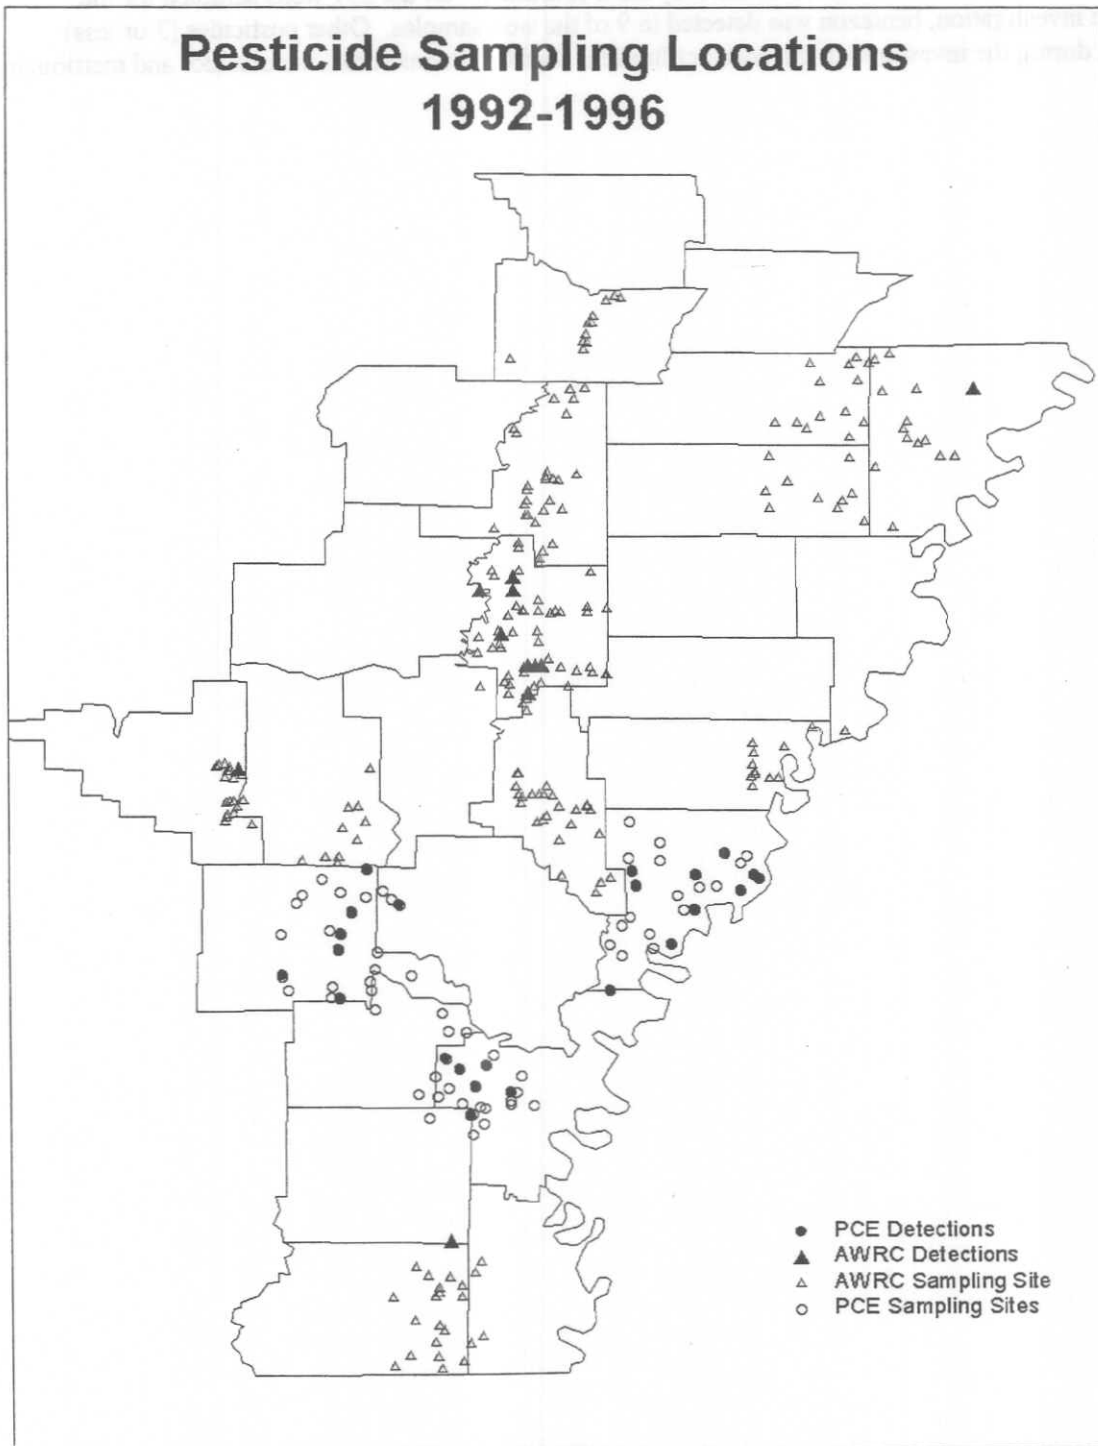 Pesticide Sampling Locations
1992-1996
PCE Detections
AWRC Detections
AWRC Sampling Site
PCE Sampling Sites